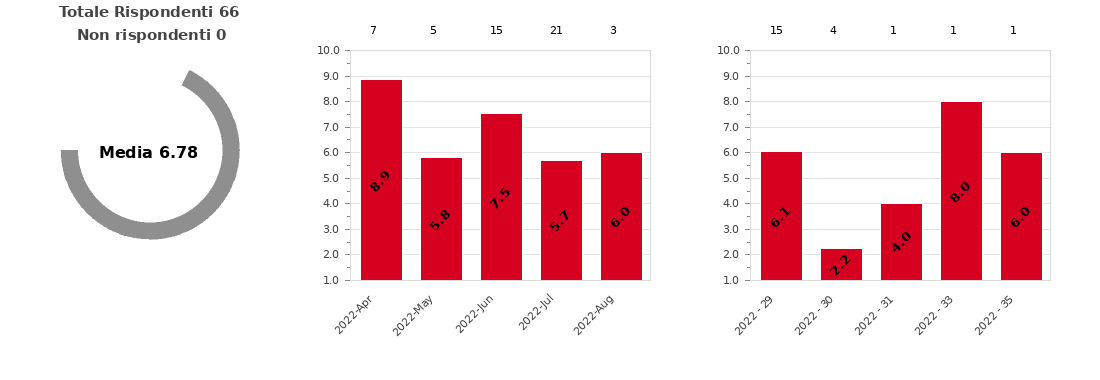 Totale Rispondenti 66
Non rispondenti 0
Media 6.78
7 5 15 21 3
10.0
9.0
8.0
7.0
6.0
5.0
4.0
3.0
2.0
1.0
8.9 5.8 7.5 5.7 6.0
2022-Apr 2022-May 2022-Jun 2022-Jul 2022-Aug
15 4 1 1 1
10.0
9.0
8.0
7.0
6.0
5.0
4.0
3.0
2.0
1.0
6.1 2.2 4.0 8.0 6.0
2022 - 29 2022 - 30 2022 - 31 2022 - 33 2022 - 35